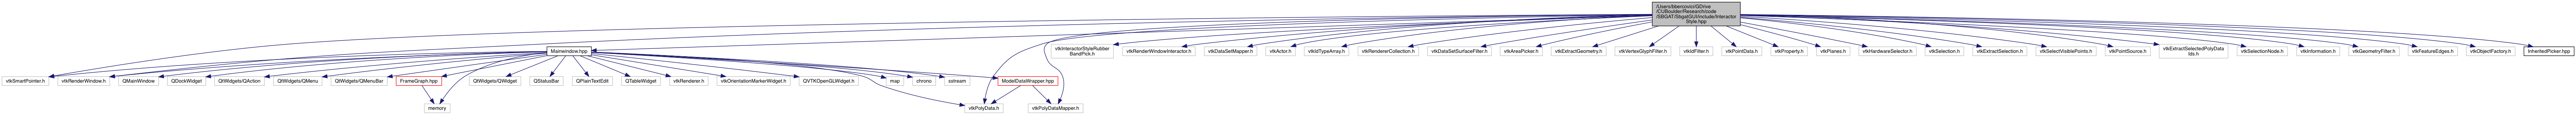 /Users/bbercovici/GDrive
/CUBoulder/Research/code
/SBGAT/SbgatGUI/include/Interactor
Style.hpp
Mainwindow.hpp
vtkInteractorStyleRubber
BandPick.h
vtkRenderWindowInteractor.h
vtkDataSetMapper.h
vtkActor.h
vtkIdTypeArray.h
vtkRendererCollection.h
vtkDataSetSurfaceFilter.h
vtkAreaPicker.h
vtkExtractGeometry.h
vtkVertexGlyphFilter.h
vtkIdFilter.h
vtkPointData.h
vtkProperty.h
vtkPlanes.h
vtkHardwareSelector.h
vtkSelection.h
vtkExtractSelection.h
vtkSelectVisiblePoints.h
vtkPointSource.h
vtkExtractSelectedPolyData
Ids.h
vtkSelectionNode.h
vtkInformation.h
vtkGeometryFilter.h
vtkFeatureEdges.h
vtkObjectFactory.h
InheritedPicker.hpp
vtkSmartPointer.h
vtkRenderWindow.h
QMainWindow
QDockWidget
QtWidgets/QAction
QtWidgets/QMenu
QtWidgets/QMenuBar
FrameGraph.hpp
QtWidgets/QWidget
QStatusBar
QPlainTextEdit
QTableWidget
vtkRenderer.h
vtkOrientationMarkerWidget.h
QVTKOpenGLWidget.h
map
chrono
sstream
ModelDataWrapper.hpp
memory
vtkPolyData.h
vtkPolyDataMapper.h